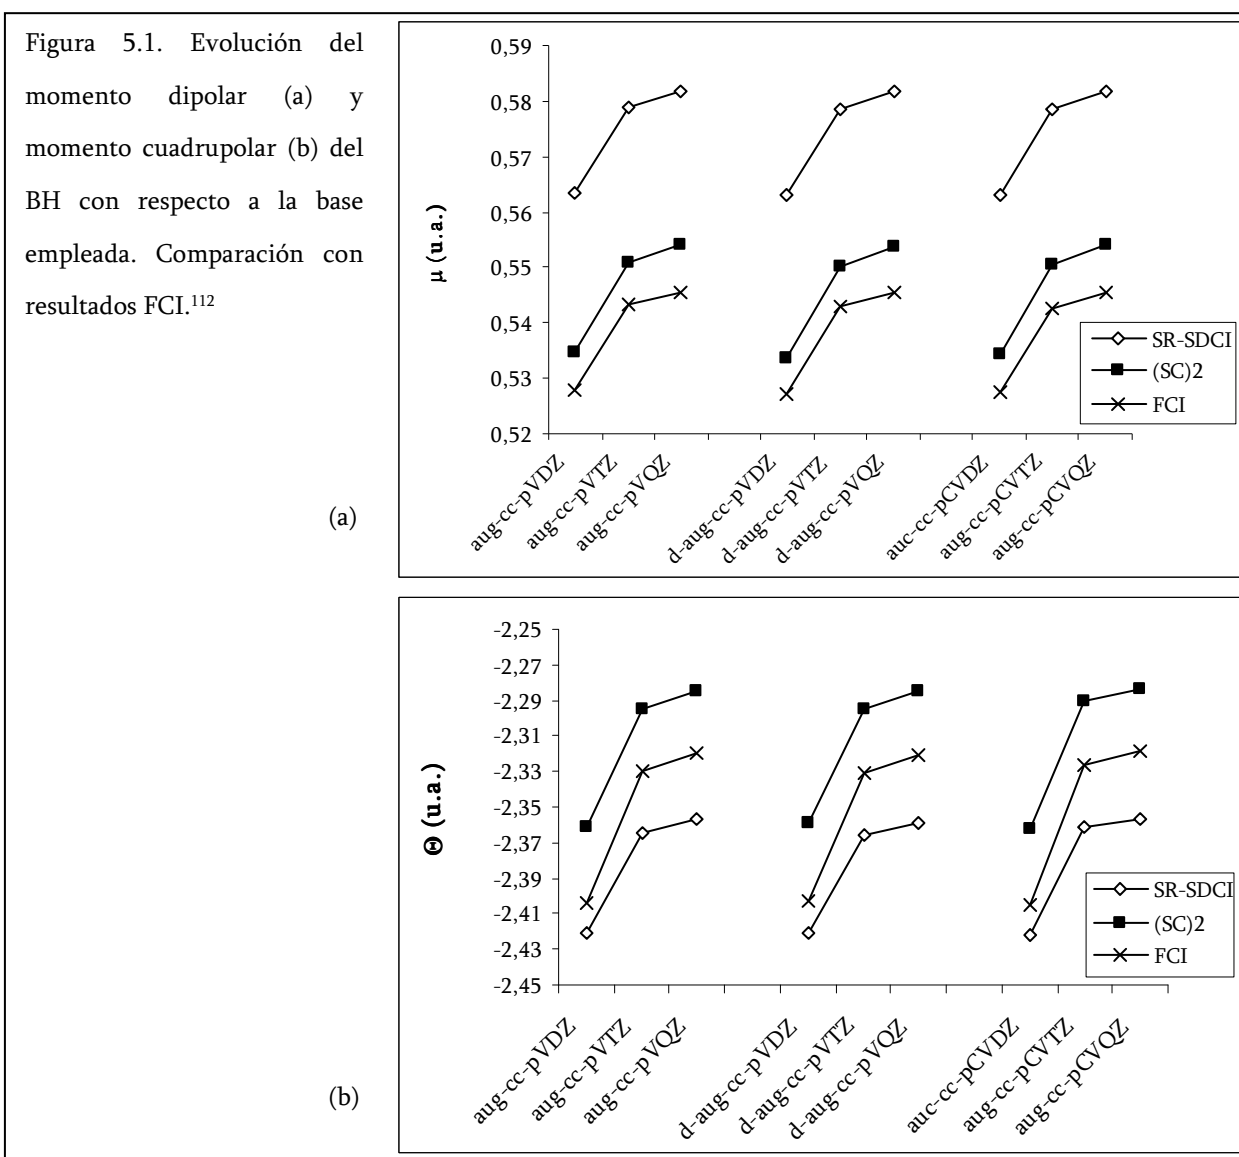 Figura 5.1. Evolución del
momento dipolar (a) y
momento cuadrupolar (b) del
BH con respecto a la base
empleada. Comparación con
resultados FCI.¹¹²
(a)
0,59
0,58
0,57
0,56
0,55
0,54
0,53
0,52
μ (u.a.)
SR-SDCI
(SC)2
FCI
aug-cc-pVDZ
aug-cc-pVTZ
aug-cc-pVQZ
d-aug-cc-pVDZ
d-aug-cc-pVTZ
d-aug-cc-pVQZ
auc-cc-pCVDZ
aug-cc-pCVTZ
aug-cc-pCVQZ
(b)
-2,25
-2,27
-2,29
-2,31
-2,33
-2,35
-2,37
-2,39
-2,41
-2,43
-2,45
Θ (u.a.)
SR-SDCI
(SC)2
FCI
aug-cc-pVDZ
aug-cc-pVTZ
aug-cc-pVQZ
d-aug-cc-pVDZ
d-aug-cc-pVTZ
d-aug-cc-pVQZ
auc-cc-pCVDZ
aug-cc-pCVTZ
aug-cc-pCVQZ